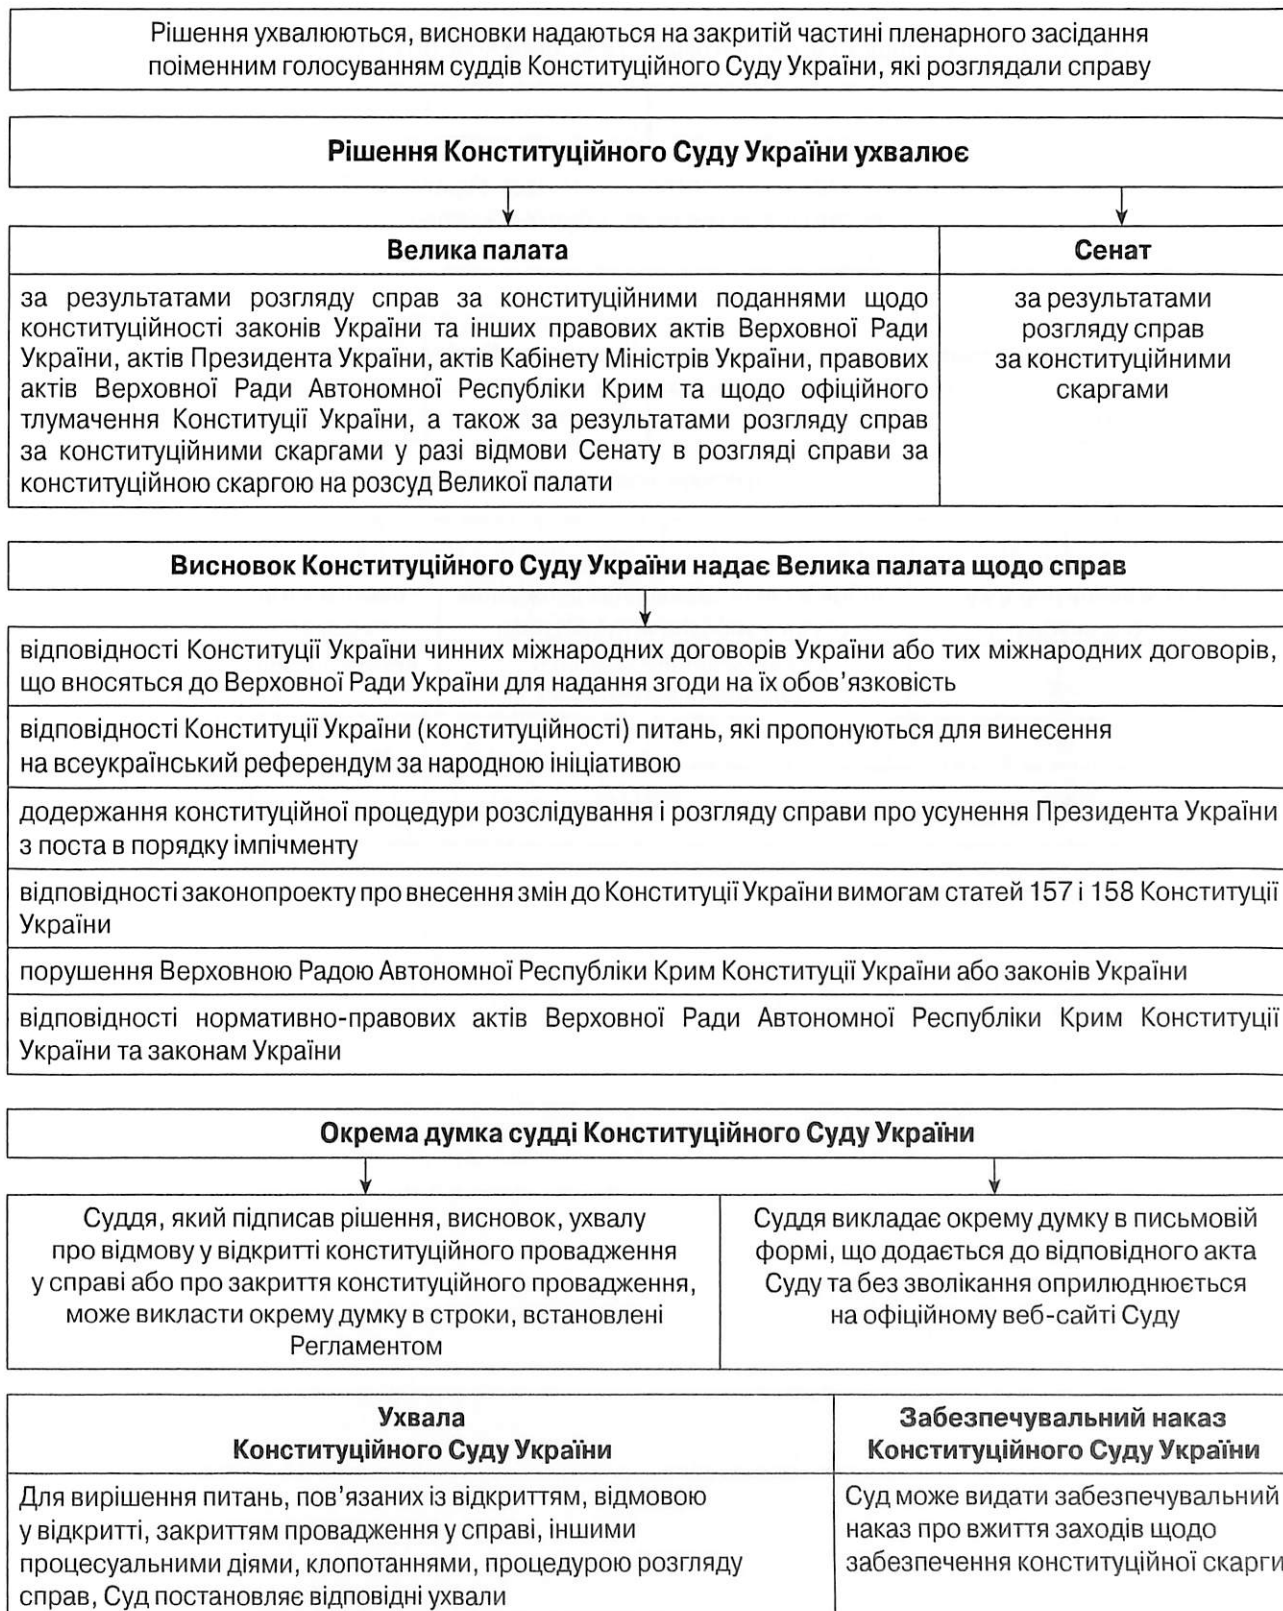 Рішення ухвалюються, висновки надаються на закритій частині пленарного засідання
поіменним голосуванням суддів Конституційного Суду України, які розглядали справу
Рішення Конституційного Суду України ухвалює
Велика палата
за результатами розгляду справ за конституційними поданнями щодо
конституційності законів України та інших правових актів Верховної Ради
України, актів Президента України, актів Кабінету Міністрів України, правових
актів Верховної Ради Автономної Республіки Крим та щодо офіційного
тлумачення Конституції України, а також за результатами розгляду справ
за конституційними скаргами у разі відмови Сенату в розгляді справи за
конституційною скаргою на розсуд Великої палати
Сенат
за результатами
розгляду справ
за конституційними
скаргами
Висновок Конституційного Суду України надає Велика палата щодо справ
відповідності Конституції України чинних міжнародних договорів України або тих міжнародних договорів,
що вносяться до Верховної Ради України для надання згоди на їх обов’язковість
відповідності Конституції України (конституційності) питань, які пропонуються для винесення
на всеукраїнський референдум за народною ініціативою
додержання конституційної процедури розслідування і розгляду справи про усунення Президента України
з поста в порядку імпічменту
відповідності законопроекту про внесення змін до Конституції України вимогам статей 157 і 158 Конституції
України
порушення Верховною Радою Автономної Республіки Крим Конституції України або законів України
відповідності нормативно-правових актів Верховної Ради Автономної Республіки Крим Конституції
України та законам України
Окрема думка судді Конституційного Суду України
Суддя, який підписав рішення, висновок, ухвалу
про відмову у відкритті конституційного провадження
у справі або про закриття конституційного провадження,
може викласти окрему думку в строки, встановлені
Регламентом
Суддя викладає окрему думку в письмовій
формі, що додається до відповідного акта
Суду та без зволікання оприлюднюється
на офіційному веб-сайті Суду
Ухвала
Конституційного Суду України
Для вирішення питань, пов’язаних із відкриттям, відмовою
у відкритті, закриттям провадження у справі, іншими
процесуальними діями, клопотаннями, процедурою розгляду
справ, Суд постановляє відповідні ухвали
Забезпечувальний наказ
Конституційного Суду України
Суд може видати забезпечувальний
наказ про вжиття заходів щодо
забезпечення конституційної скарги